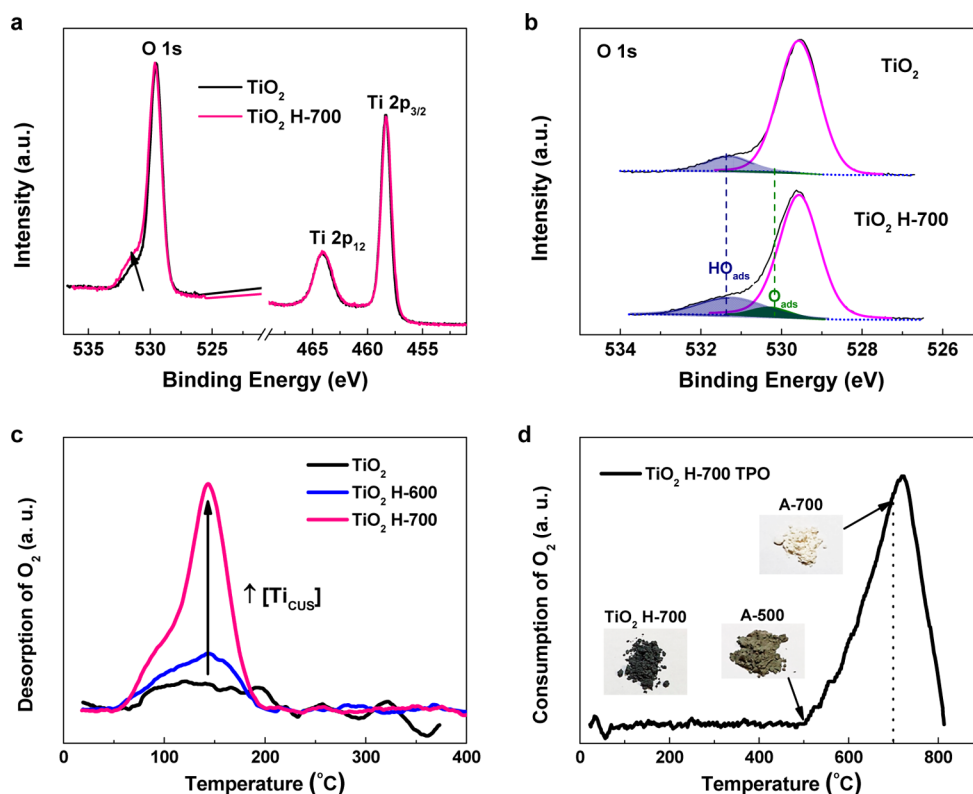 a
O 1s
TiO2
TiO2 H-700
Ti 2p3/2
Ti 2p12
Intensity (a.u.)
535 530 525 465 460 455
Binding Energy (eV)
b
O 1s
TiO2
TiO2 H-700
HOads
Oads
Intensity (a.u.)
534 532 530 528 526
Binding Energy (eV)
c
TiO2
TiO2 H-600
TiO2 H-700
↑ [TiCUS]
Desorption of O2 (a. u.)
0 100 200 300 400
Temperature (°C)
d
TiO2 H-700 TPO
A-700
TiO2 H-700
A-500
Consumption of O2 (a. u.)
0 200 400 600 800
Temperature (°C)